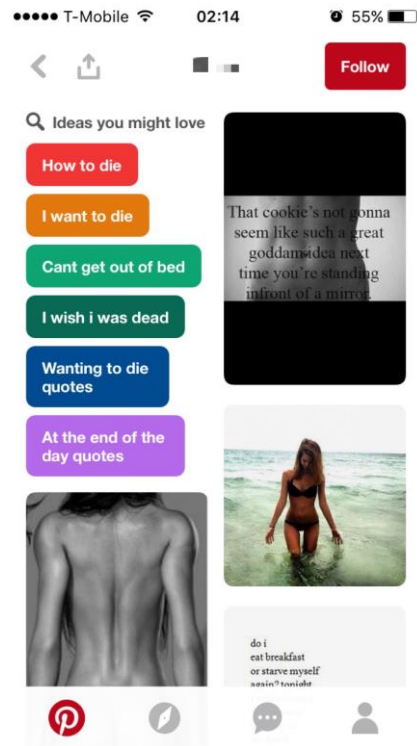 T-Mobile
02:14
55%
Follow
Ideas you might love
How to die
I want to die
Cant get out of bed
I wish i was dead
Wanting to die
quotes
At the end of the
day quotes
That cookie's not gonna
seem like such a great
goddam idea next
time you're standing
infront of a mirror.
do i
eat breakfast
or starve myself
again? tonight